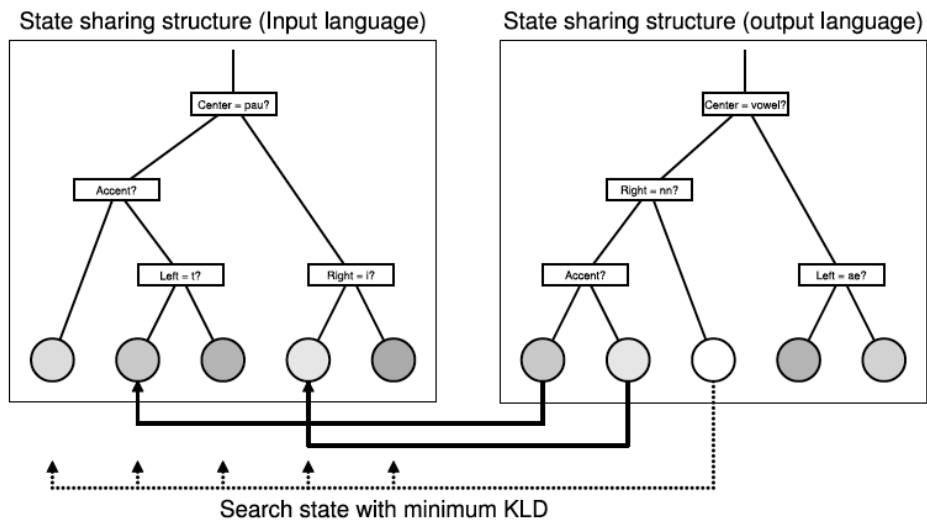 State sharing structure (Input language)
State sharing structure (output language)
Center = pau?
Center = vowel?
Accent?
Right = nn?
Left = t?
Right = i?
Accent?
Left = ae?
Search state with minimum KLD